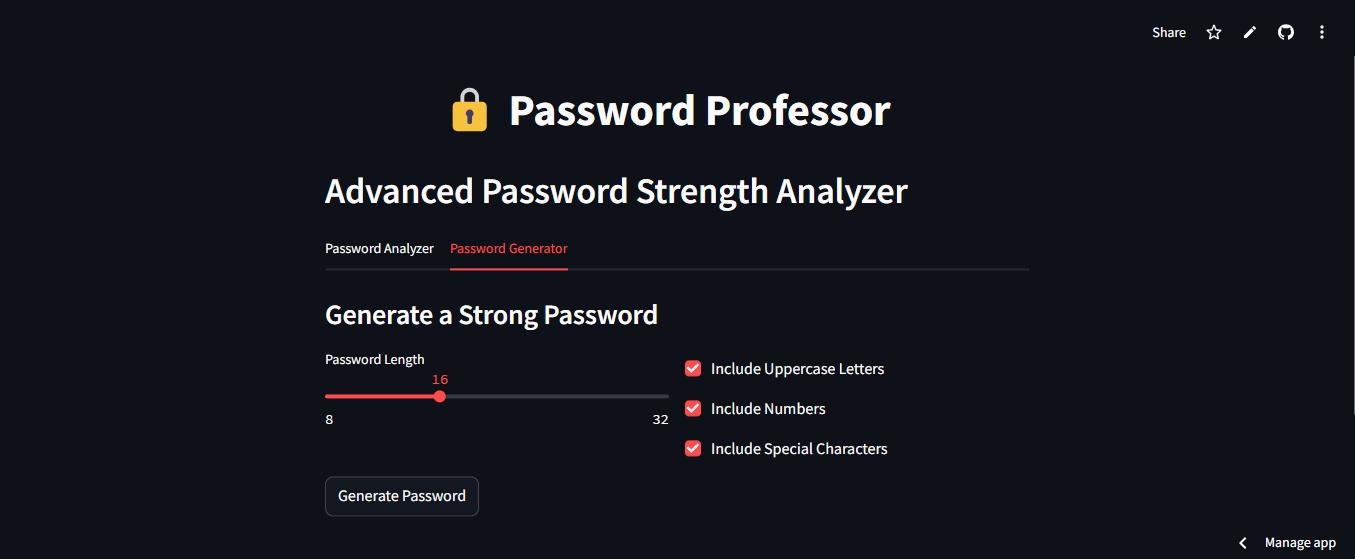 Share
Password Professor
Advanced Password Strength Analyzer
Password Analyzer Password Generator
Generate a Strong Password
Password Length
16
8 32
Include Uppercase Letters
Include Numbers
Include Special Characters
Generate Password
Manage app